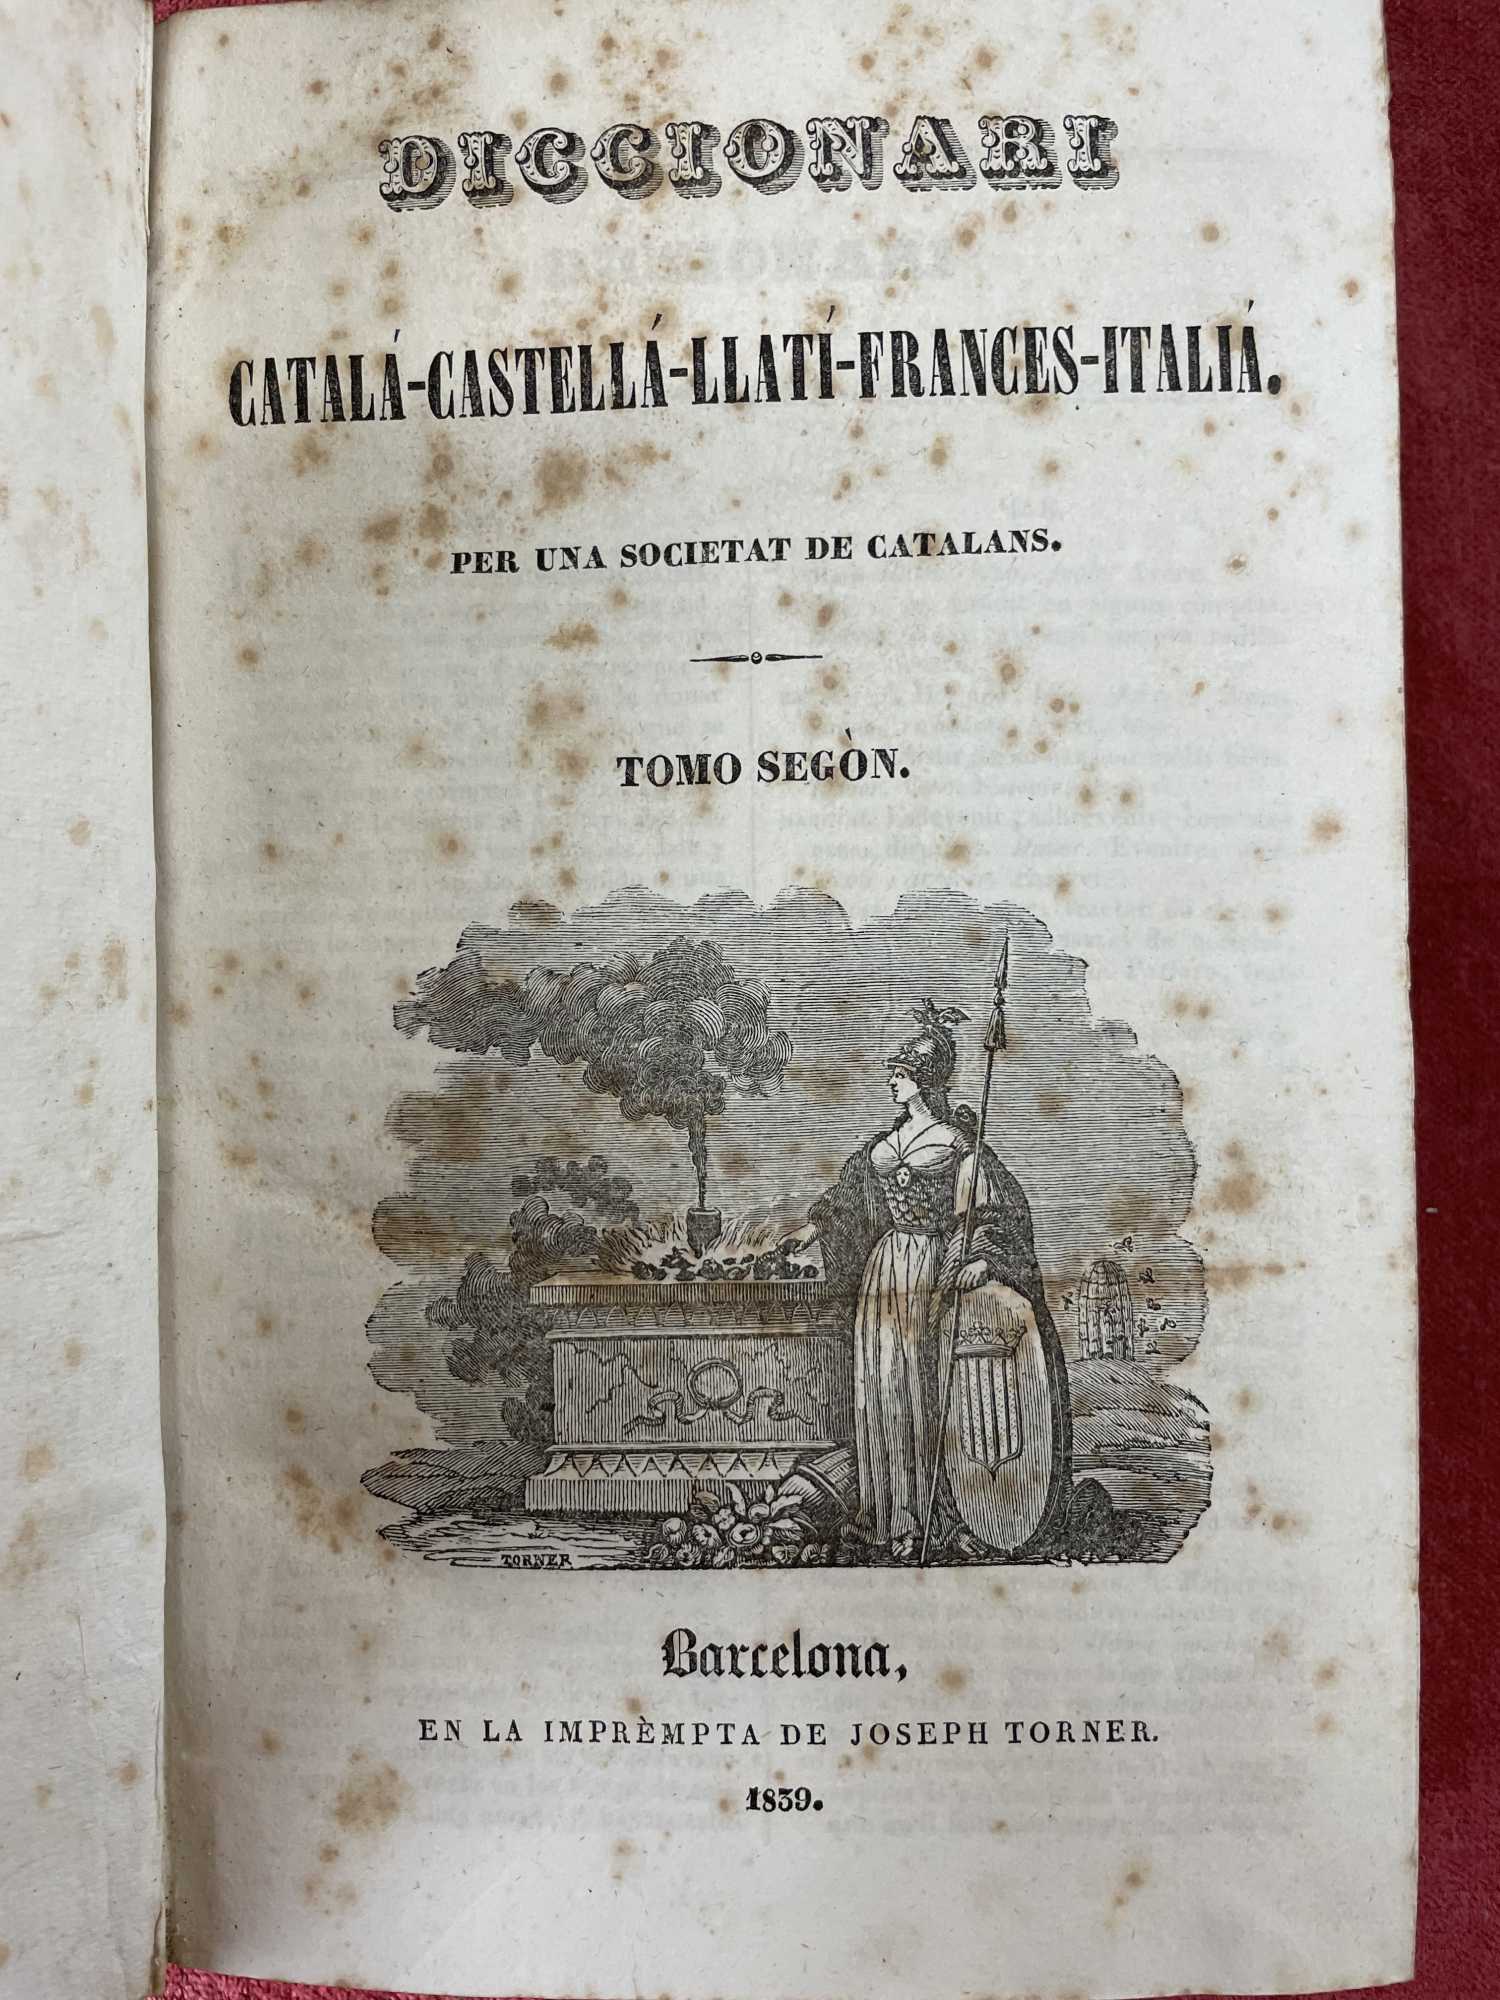 DICCIONARI
CATALÁ-CASTELLÁ-LLATÍ-FRANCES-ITALIÁ.
PER UNA SOCIETAT DE CATALANS.
TOMO SEGÒN.
TORNER
Barcelona,
EN LA IMPRÈMPTA DE JOSEPH TORNER.
1839.